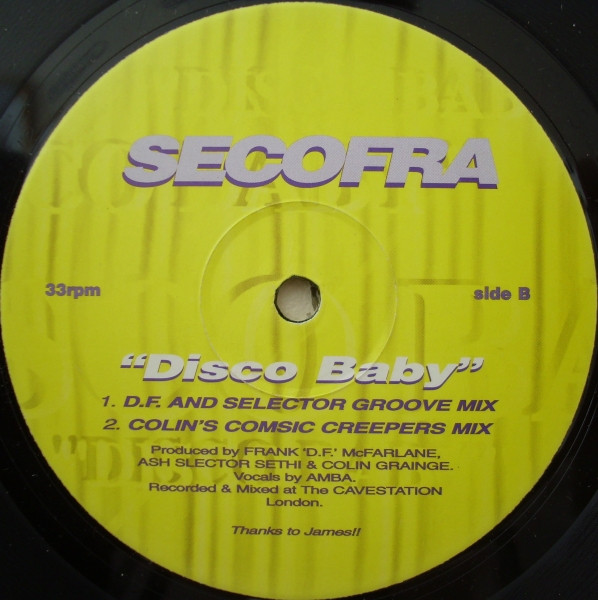 SECOFRA
33rpm
side B
"Disco Baby"
1. D.F. AND SELECTOR GROOVE MIX
2. COLIN'S COMSIC CREEPERS MIX
Produced by FRANK 'D.F.' McFARLANE,
ASH SLECTOR SETHI & COLIN GRAINGE.
Vocals by AMBA.
Recorded & Mixed at The CAVESTATION
London.
Thanks to James!!